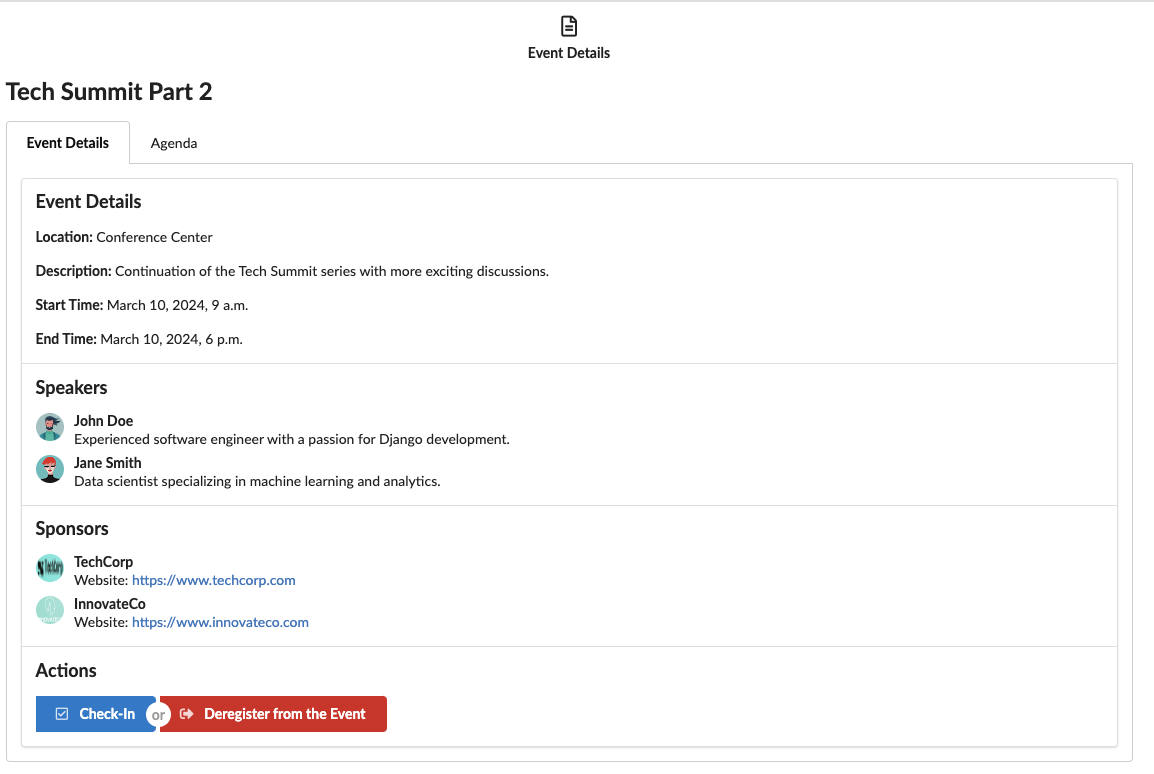 Event Details
Tech Summit Part 2
Event Details
Agenda
Event Details
Location: Conference Center
Description: Continuation of the Tech Summit series with more exciting discussions.
Start Time: March 10, 2024, 9 a.m.
End Time: March 10, 2024, 6 p.m.
Speakers
John Doe
Experienced software engineer with a passion for Django development.
Jane Smith
Data scientist specializing in machine learning and analytics.
Sponsors
TechCorp
Website: https://www.techcorp.com
InnovateCo
Website: https://www.innovateco.com
Actions
Check-In or Deregister from the Event